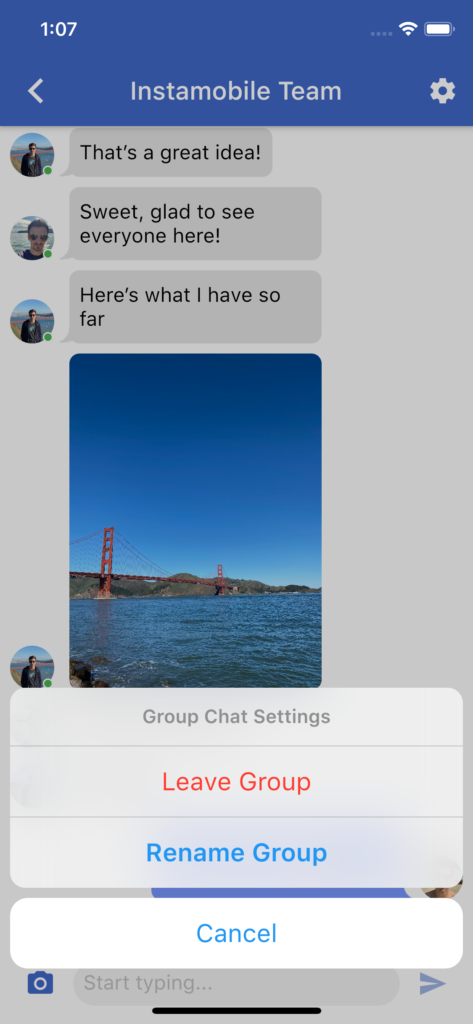 1:07
Instamobile Team
That’s a great idea!
Sweet, glad to see
everyone here!
Here’s what I have so
far
Group Chat Settings
Leave Group
Rename Group
Cancel
Start typing...